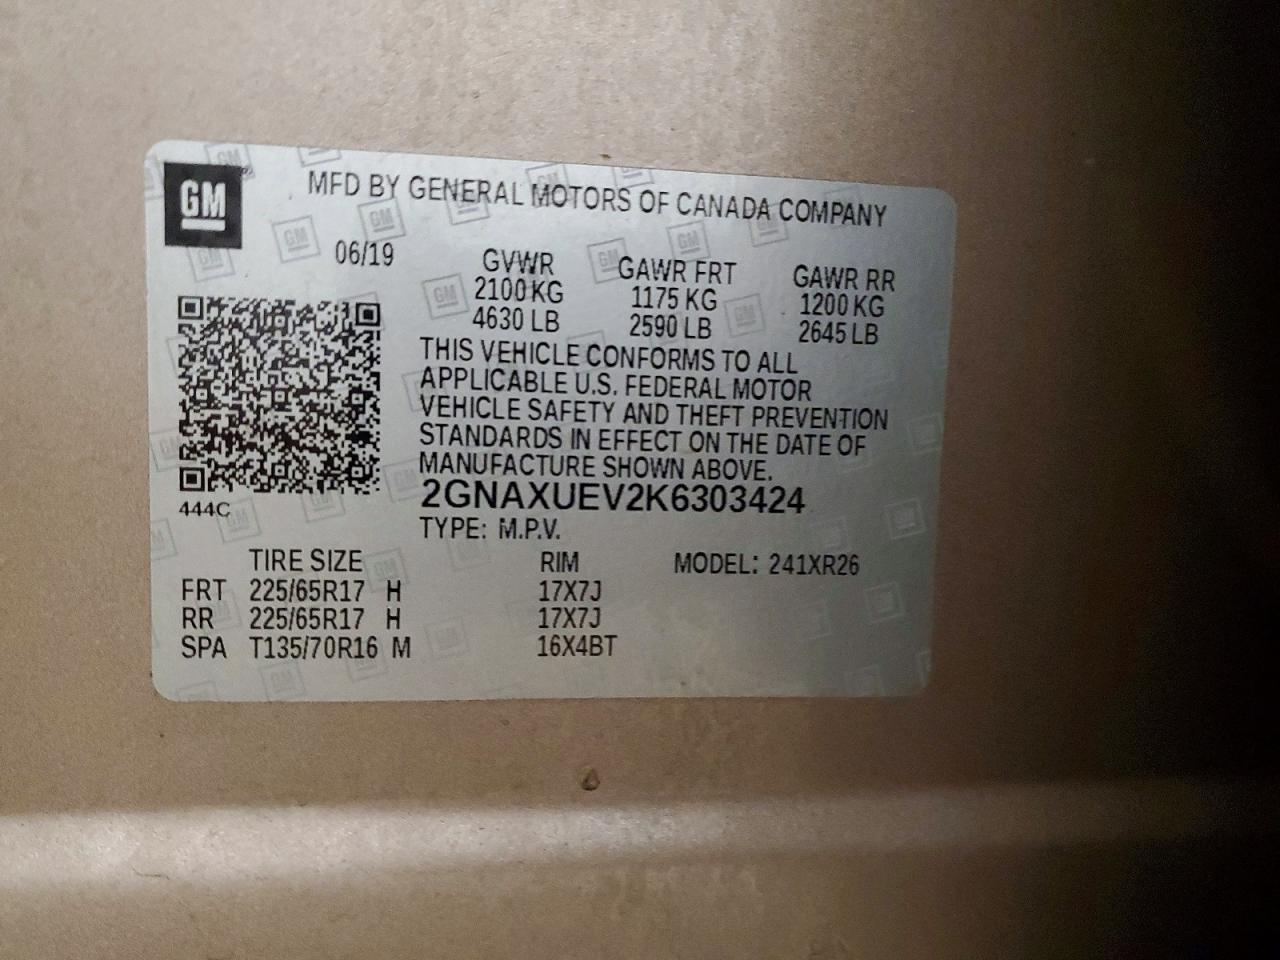 GM
MFD BY GENERAL MOTORS OF CANADA COMPANY
06/19
GVWR GAWR FRT GAWR RR
2100 KG 1175 KG 1200 KG
4630 LB 2590 LB 2645 LB
THIS VEHICLE CONFORMS TO ALL
APPLICABLE U.S. FEDERAL MOTOR
VEHICLE SAFETY AND THEFT PREVENTION
STANDARDS IN EFFECT ON THE DATE OF
MANUFACTURE SHOWN ABOVE.
2GNAXUEV2K6303424
444C
TYPE: M.P.V.
TIRE SIZE RIM MODEL: 241XR26
FRT 225/65R17 H 17X7J
RR 225/65R17 H 17X7J
SPA T135/70R16 M 16X4BT